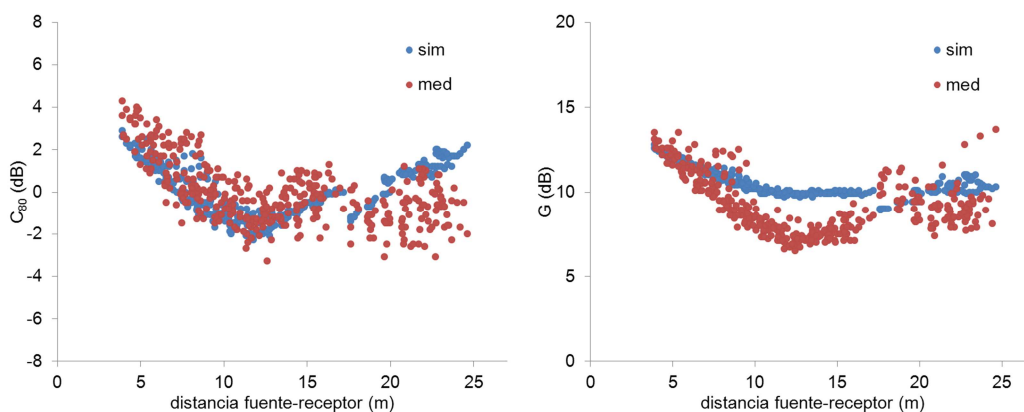 8
6
4
2
0
-2
-4
-6
-8
C80 (dB)
sim
med
0 5 10 15 20 25
distancia fuente-receptor (m)
20
15
10
5
0
G (dB)
sim
med
0 5 10 15 20 25
distancia fuente-receptor (m)